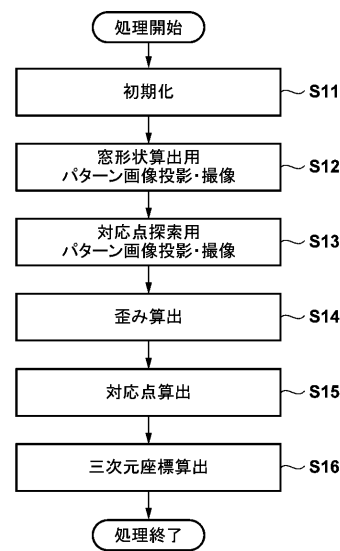 処理開始
初期化
S11
窓形状算出用
パターン画像投影・撮像
S12
対応点探索用
パターン画像投影・撮像
S13
歪み算出
S14
対応点算出
S15
三次元座標算出
S16
処理終了